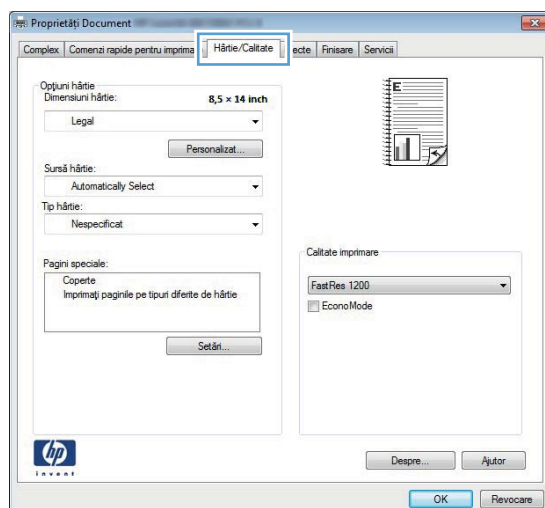 Proprietăți Document
Complex
Comenzi rapide pentru imprima
Hârtie/Calitate
ecte
Finisare
Servicii
Opțiuni hârtie
Dimensiuni hârtie:
8,5 × 14 inch
Legal
Personalizat...
Sursă hârtie:
Automatically Select
Tip hârtie:
Nespecificat
Pagini speciale:
Coperte
Imprimați paginile pe tipuri diferite de hârtie
Setări...
E
Calitate imprimare
FastRes 1200
EconoMode
hp
invent
Despre...
Ajutor
OK
Revocare